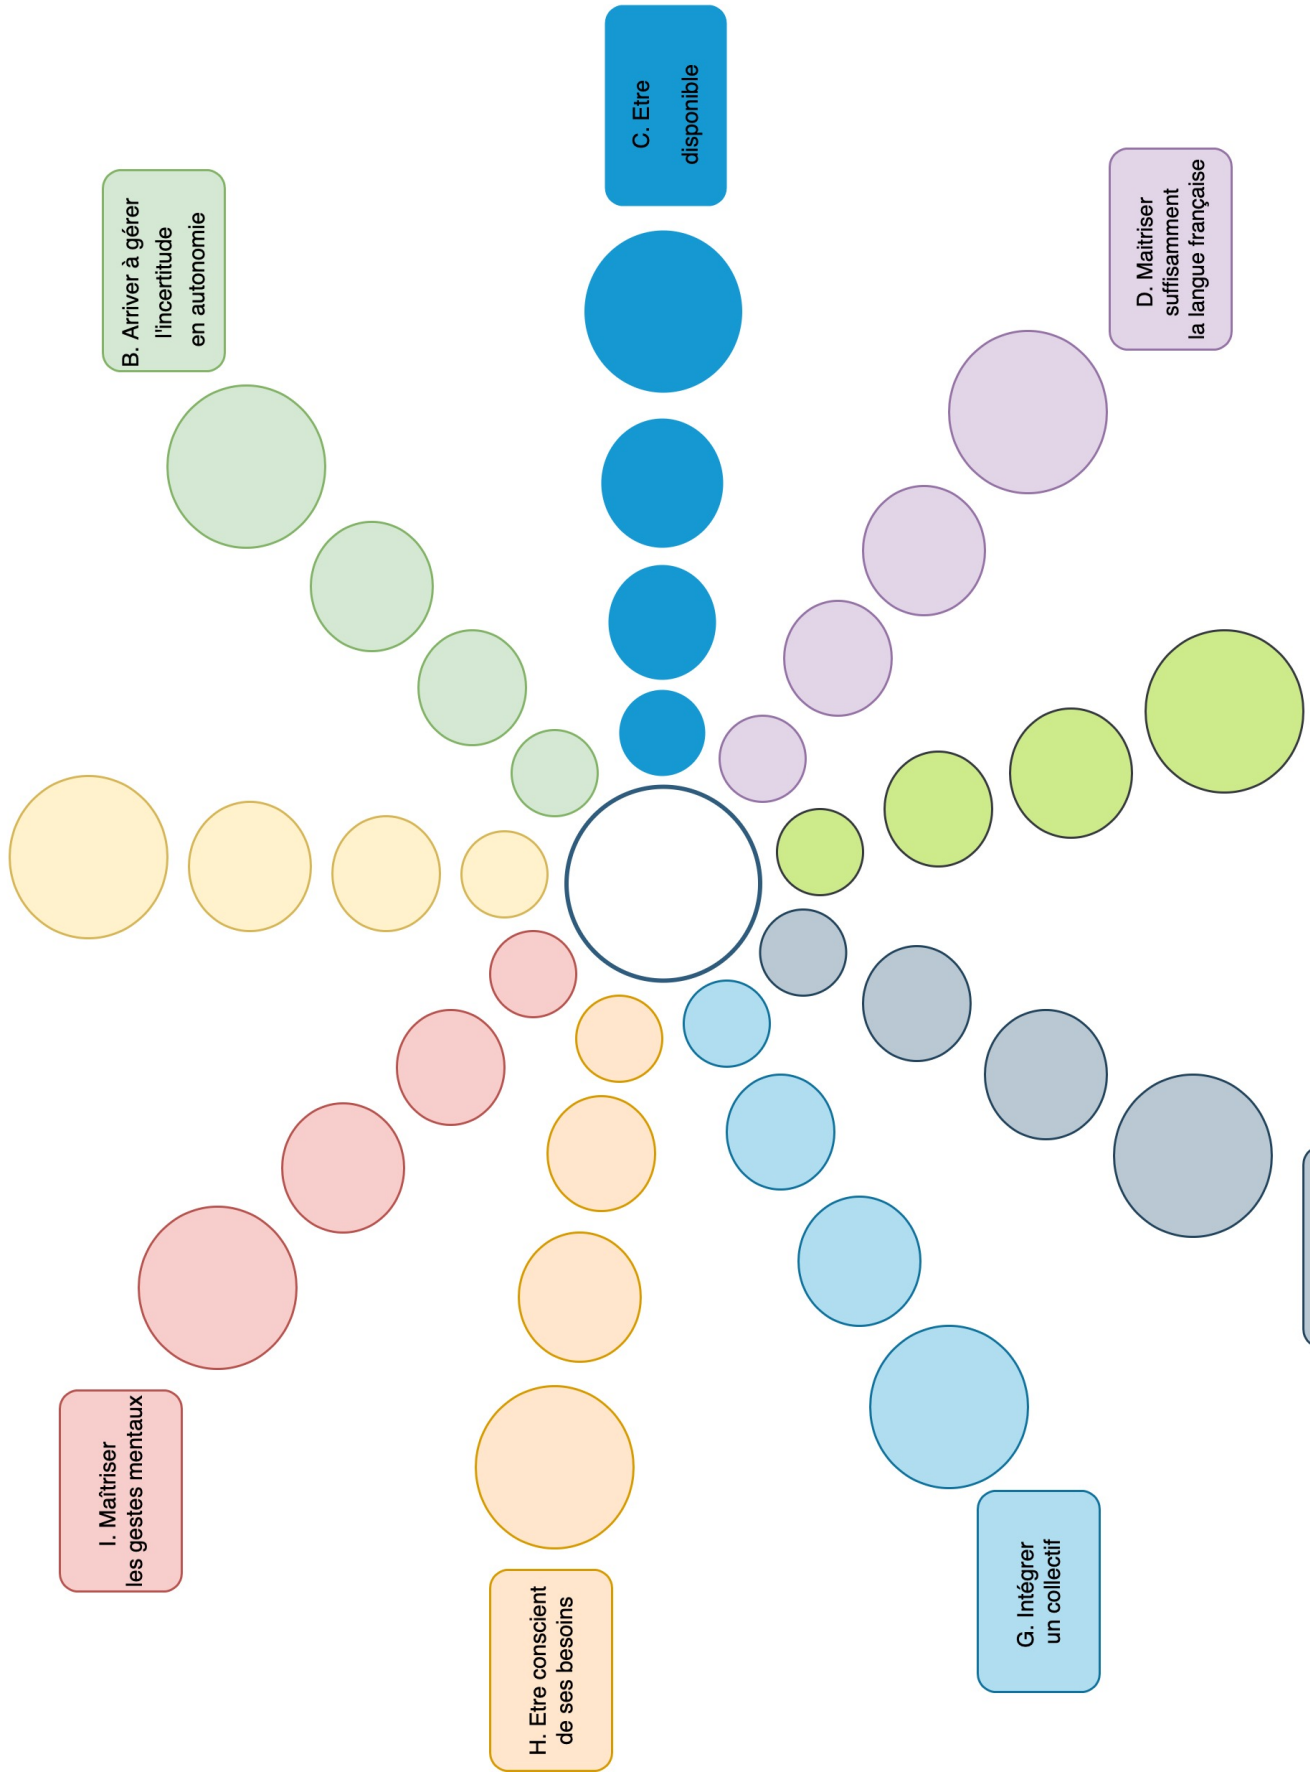 B. Arriver à gérer
l'incertitude
en autonomie
C. Etre
disponible
D. Maitriser
suffisamment
la langue française
G. Intégrer
un collectif
H. Etre conscient
de ses besoins
I. Maîtriser
les gestes mentaux